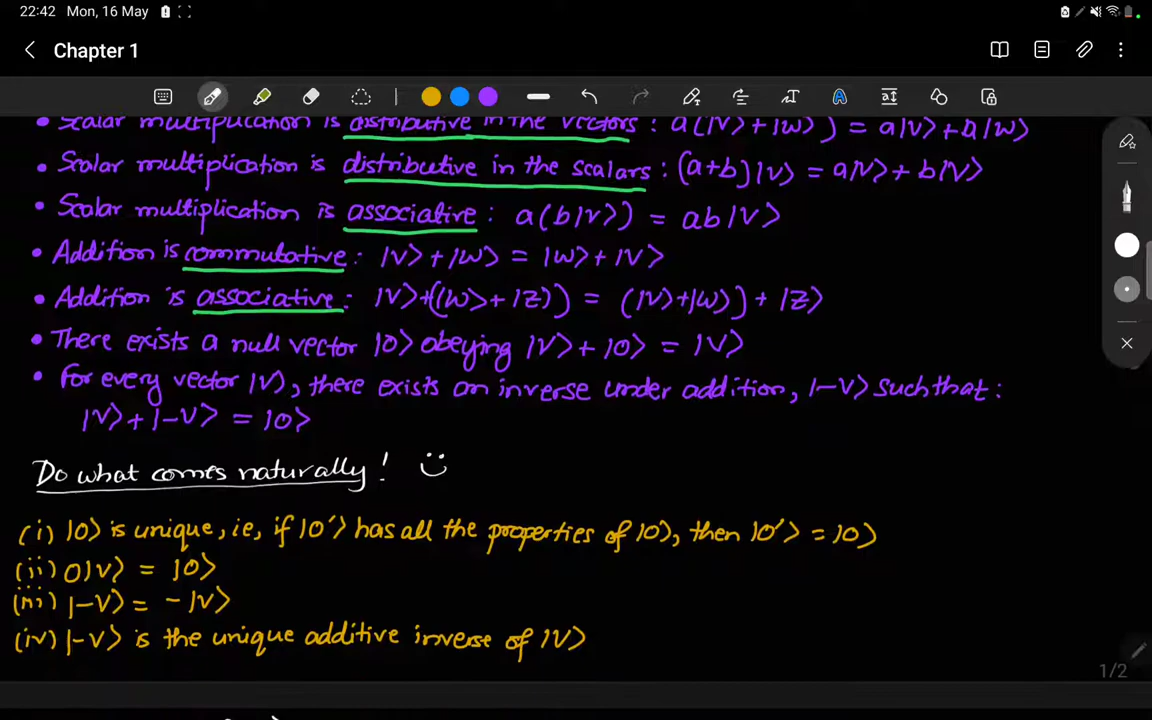 22:42 Mon, 16 May
Chapter 1
• Scalar multiplication is distributive in the vectors : a(|V>+|W>) = a|V>+a|W>
• Scalar multiplication is distributive in the scalars : (a+b)|V> = a|V>+b|V>
• Scalar multiplication is associative : a(b|V>) = ab|V>
• Addition is commutative : |V>+|W> = |W>+|V>
• Addition is associative : |V>+(|W>+|Z>) = (|V>+|W>)+|Z>
• There exists a null vector |0> obeying |V>+|0> = |V>
• For every vector |V>, there exists an inverse under addition, |-V> such that :
|V>+|-V> = |0>
Do what comes naturally!
(i) |0> is unique, ie, if |0'> has all the properties of |0>, then |0'> = |0>
(ii) 0|V> = |0>
(iii) |-V> = -|V>
(iv) |-V> is the unique additive inverse of |V>
1/2